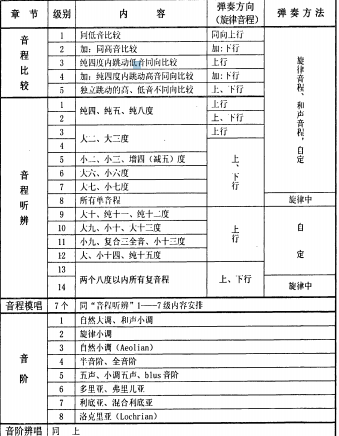 章 节 级别 内 容 弹奏方向（旋律音程） 弹奏方法
音程比较
1 同低音比较 同向上行
2 加：同高音比较 加:下行
3 纯四度内跳动低音同向比较 上行
4 加：纯四度内跳动高音同向比较 加:下行
5 独立跳动的高、低音不同向比较 上、下行
旋律音程、和声音程，自定
音程听辨
1 纯四、纯五、纯八度 上行
2 上、下行
3 大二、大三度 上行
4
5 小二、小三、增四（减五）度
6 大六、小六度
7 大七、小七度
上、下行
8 所有单音程 旋律中
9 大十、纯十一、纯十二度
10 大九、小十、大十三度
11 小九、复合三全音、小十三度
12 大、小十四、纯十五度
上行
自定
13
14 两个八度以内所有复音程 上、下行 旋律中
音程模唱 7个 同“音程听辨”1——7级内容安排
音阶
1 自然大调、和声小调
2 旋律小调
3 自然小调（Aeolian）
4 半音阶、全音阶
5 五声、小调五声、blus音阶
6 多里亚、弗里几亚
7 利底亚、混合利底亚
8 洛克里亚（Lochrian）
音阶辨唱 同 上